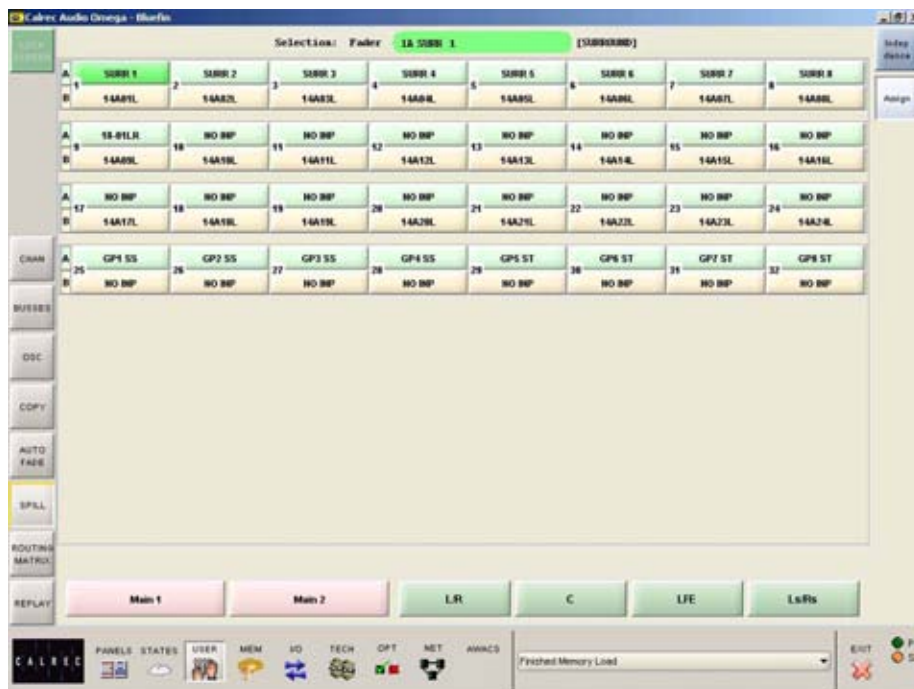 Calrec Audio Omega - Bluefin
Selection: Fader 1A SURR 1 [SURROUND]
Assign
A SURR 1 SURR 2 SURR 3 SURR 4 SURR 5 SURR 6 SURR 7 SURR 8
1 2 3 4 5 6 7 8
B 14A01L 14A02L 14A03L 14A04L 14A05L 14A06L 14A07L 14A08L
A 18-01LR NO INP NO INP NO INP NO INP NO INP NO INP NO INP
9 10 11 12 13 14 15 16
B 14A09L 14A10L 14A11L 14A12L 14A13L 14A14L 14A15L 14A16L
A NO INP NO INP NO INP NO INP NO INP NO INP NO INP NO INP
17 18 19 20 21 22 23 24
B 14A17L 14A18L 14A19L 14A20L 14A21L 14A22L 14A23L 14A24L
A GP1 SS GP2 SS GP3 SS GP4 SS GP5 ST GP6 ST GP7 ST GP8 ST
25 26 27 28 29 30 31 32
B NO INP NO INP NO INP NO INP NO INP NO INP NO INP NO INP
CHAN
BUSSES
OSC
COPY
AUTO
FADE
SPILL
ROUTING
MATRIX
REPLAY
Main 1 Main 2 L/R C LFE Ls/Rs
CALREC PANELS STATES USER MEM I/O TECH OPT NET AWACS
Finished Memory Load
EXIT